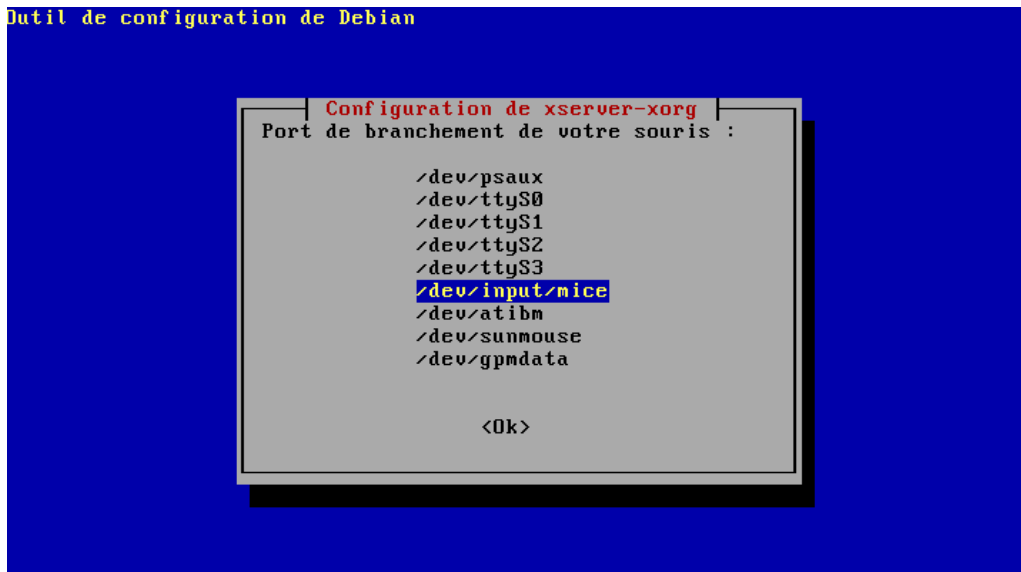 Outil de configuration de Debian
Configuration de xserver-xorg
Port de branchement de votre souris :
/dev/psaux
/dev/ttyS0
/dev/ttyS1
/dev/ttyS2
/dev/ttyS3
/dev/input/mice
/dev/atibm
/dev/sunmouse
/dev/gpmdata
<Ok>